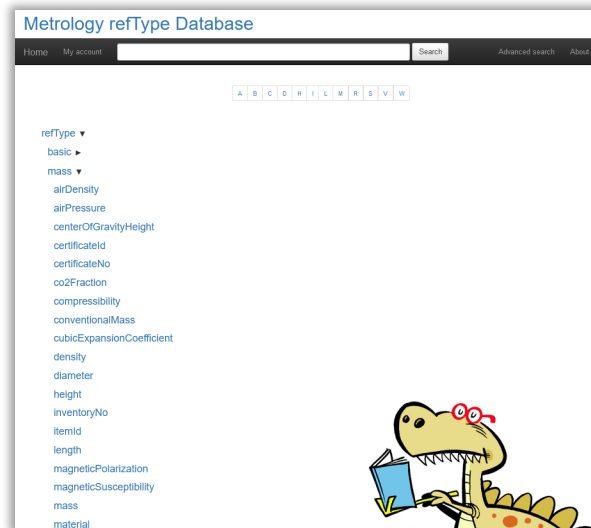 Metrology refType Database
Home My account Search Advanced search About
A B C D H I L M R S V W
refType ▼
basic ►
mass ▼
airDensity
airPressure
centerOfGravityHeight
certificateId
certificateNo
co2Fraction
compressibility
conventionalMass
cubicExpansionCoefficient
density
diameter
height
inventoryNo
itemId
length
magneticPolarization
magneticSusceptibility
mass
material